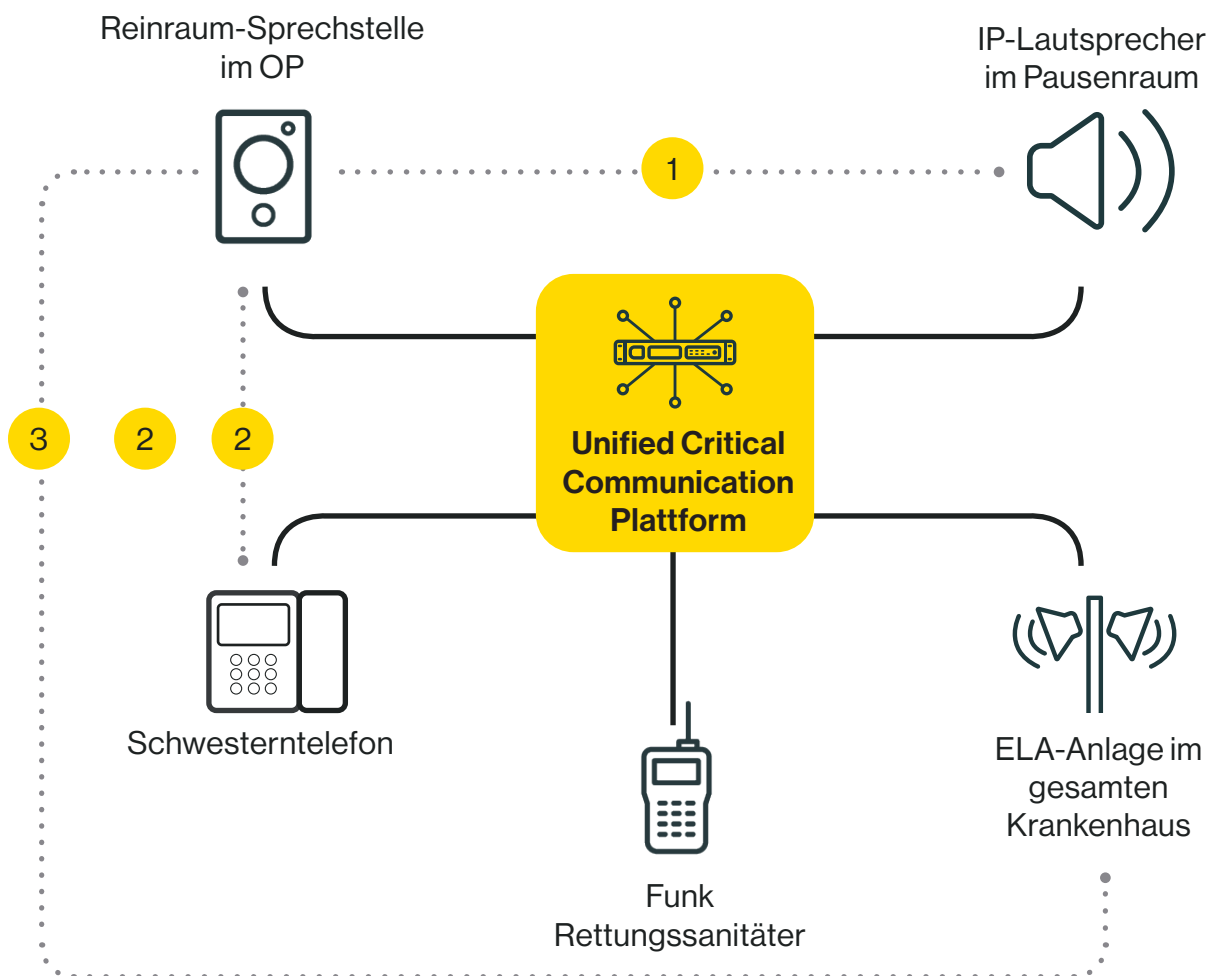 Reinraum-Sprechstelle
im OP
IP-Lautsprecher
im Pausenraum
1
Unified Critical
Communication
Plattform
3
2
2
Schwesterntelefon
ELA-Anlage im
gesamten
Krankenhaus
Funk
Rettungssanitäter